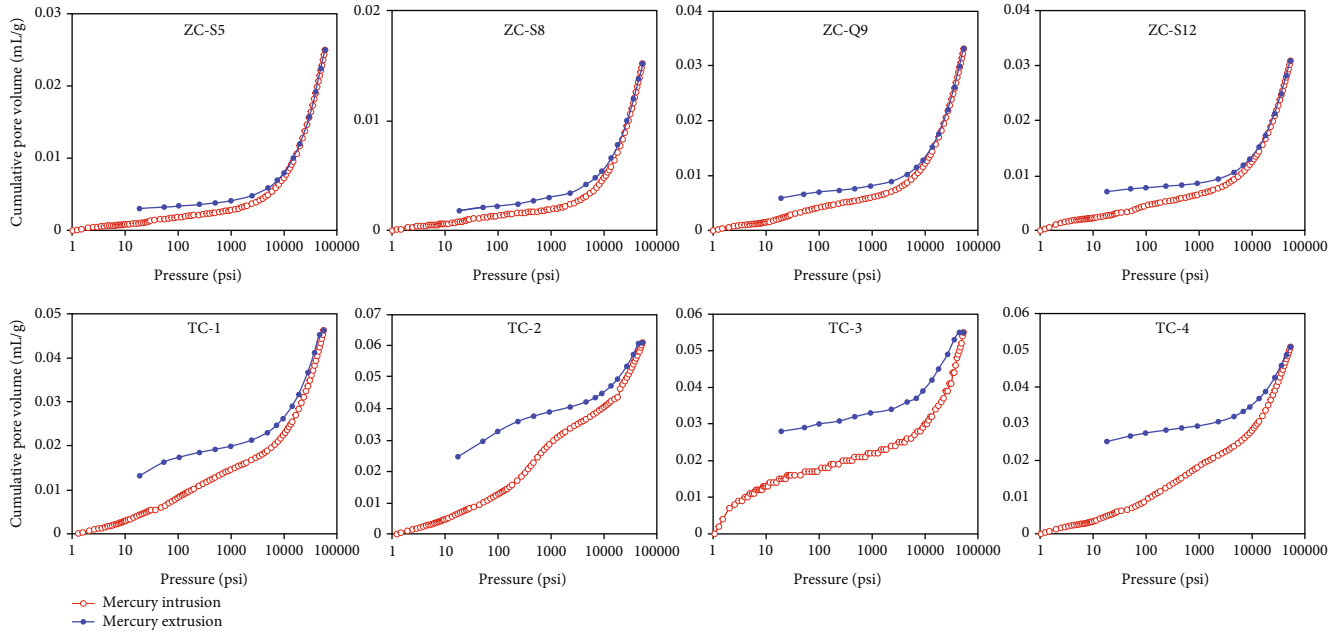 Cumulative pore volume (mL/g)
ZC-S5
0.03
0.02
0.01
0
1 10 100 1000 10000 100000
Pressure (psi)
ZC-S8
0.02
0.01
0
1 10 100 1000 10000 100000
Pressure (psi)
ZC-Q9
0.04
0.03
0.02
0.01
0
1 10 100 1000 10000 100000
Pressure (psi)
ZC-S12
0.04
0.03
0.02
0.01
0
1 10 100 1000 10000 100000
Pressure (psi)
Cumulative pore volume (mL/g)
TC-1
0.05
0.04
0.03
0.02
0.01
0
1 10 100 1000 10000 100000
Pressure (psi)
TC-2
0.07
0.06
0.05
0.04
0.03
0.02
0.01
0
1 10 100 1000 10000 100000
Pressure (psi)
TC-3
0.06
0.05
0.04
0.03
0.02
0.01
0
1 10 100 1000 10000 100000
Pressure (psi)
TC-4
0.06
0.05
0.04
0.03
0.02
0.01
0
1 10 100 1000 10000 100000
Pressure (psi)
Mercury intrusion
Mercury extrusion